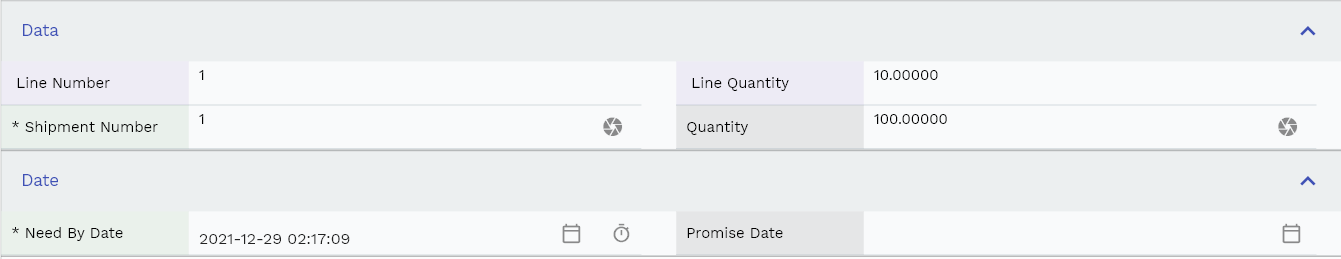 Data
Line Number 1 Line Quantity 10.00000
* Shipment Number 1 Quantity 100.00000
Date
* Need By Date 2021-12-29 02:17:09 Promise Date